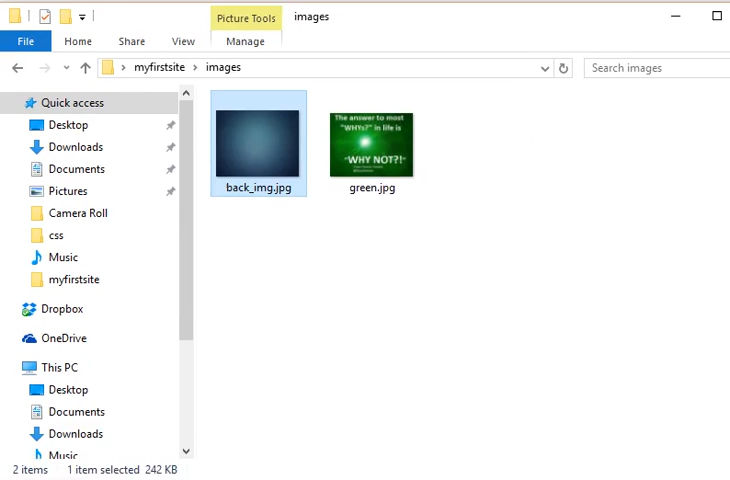 Picture Tools
images
File
Home
Share
View
Manage
myfirstsite
images
Search images
Quick access
Desktop
Downloads
Documents
Pictures
Camera Roll
css
Music
myfirstsite
Dropbox
OneDrive
This PC
Desktop
Documents
Downloads
Music
The answer to most
"WHYs?" in life is
"WHY NOT?!"
back_img.jpg
green.jpg
2 items
1 item selected 242 KB